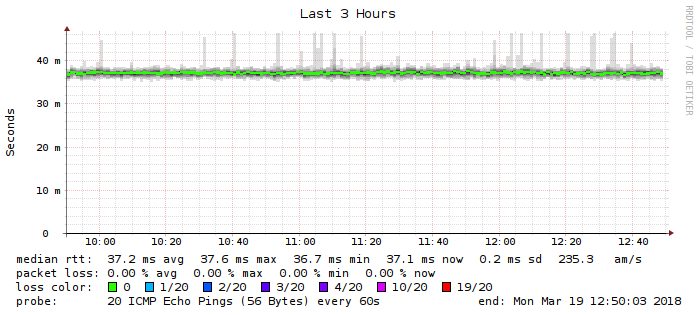 Last 3 Hours
RRDTOOL / TOBI OETIKER
Seconds
40 m
30 m
20 m
10 m
0
10:00 10:20 10:40 11:00 11:20 11:40 12:00 12:20 12:40
median rtt: 37.2 ms avg 37.6 ms max 36.7 ms min 37.1 ms now 0.2 ms sd 235.3 am/s
packet loss: 0.00 % avg 0.00 % max 0.00 % min 0.00 % now
loss color: 0 1/20 2/20 3/20 4/20 10/20 19/20
probe: 20 ICMP Echo Pings (56 Bytes) every 60s end: Mon Mar 19 12:50:03 2018